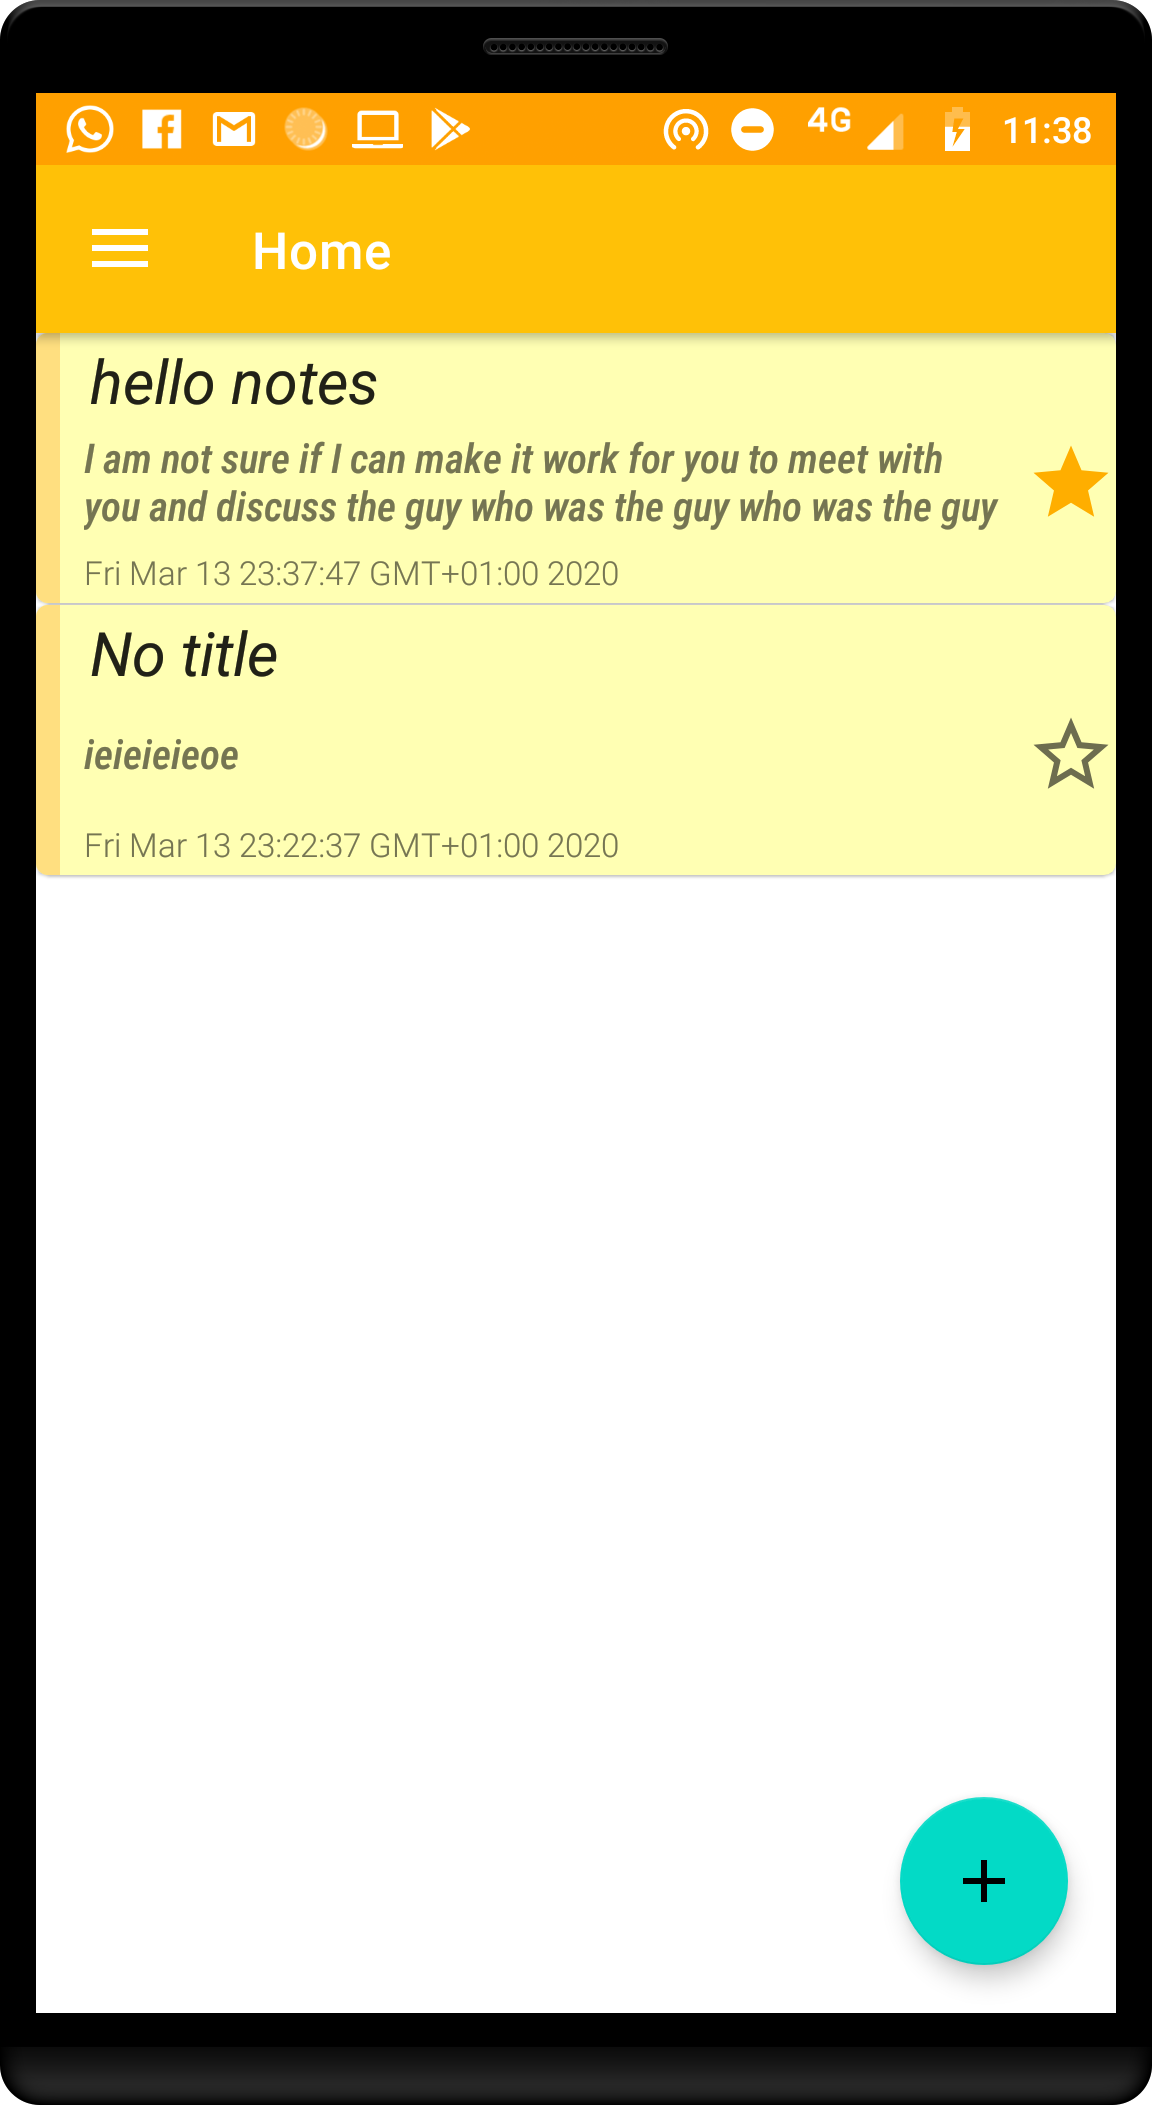 4G 11:38
Home
hello notes
I am not sure if I can make it work for you to meet with
you and discuss the guy who was the guy who was the guy
Fri Mar 13 23:37:47 GMT+01:00 2020
No title
ieieieieoe
Fri Mar 13 23:22:37 GMT+01:00 2020